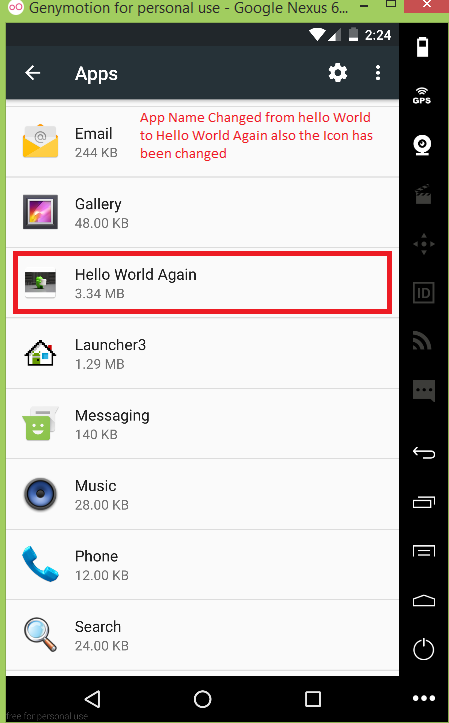 Genymotion for personal use - Google Nexus 6...
2:24
Apps
GPS
App Name Changed from hello World
to Hello World Again also the Icon has
been changed
Email
244 KB
Gallery
48.00 KB
ID
Hello World Again
3.34 MB
Launcher3
1.29 MB
Messaging
140 KB
Music
28.00 KB
Phone
12.00 KB
Search
24.00 KB
free for personal use